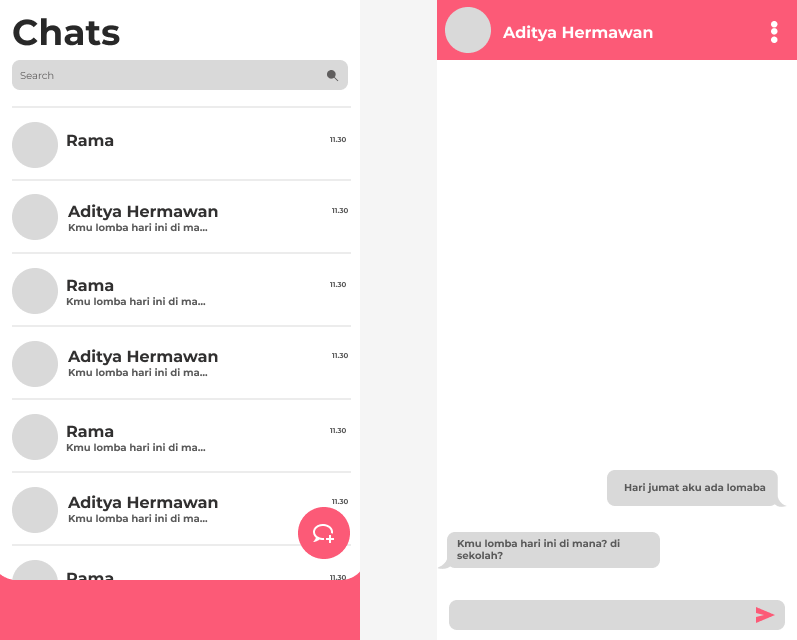 Chats
Search
Rama
11.30
Aditya Hermawan
11.30
Kmu lomba hari ini di ma...
Rama
11.30
Kmu lomba hari ini di ma...
Aditya Hermawan
11.30
Kmu lomba hari ini di ma...
Rama
11.30
Kmu lomba hari ini di ma...
Aditya Hermawan
11.30
Kmu lomba hari ini di ma...
Rama
11.30
Aditya Hermawan
Hari jumat aku ada lomaba
Kmu lomba hari ini di mana? di
sekolah?